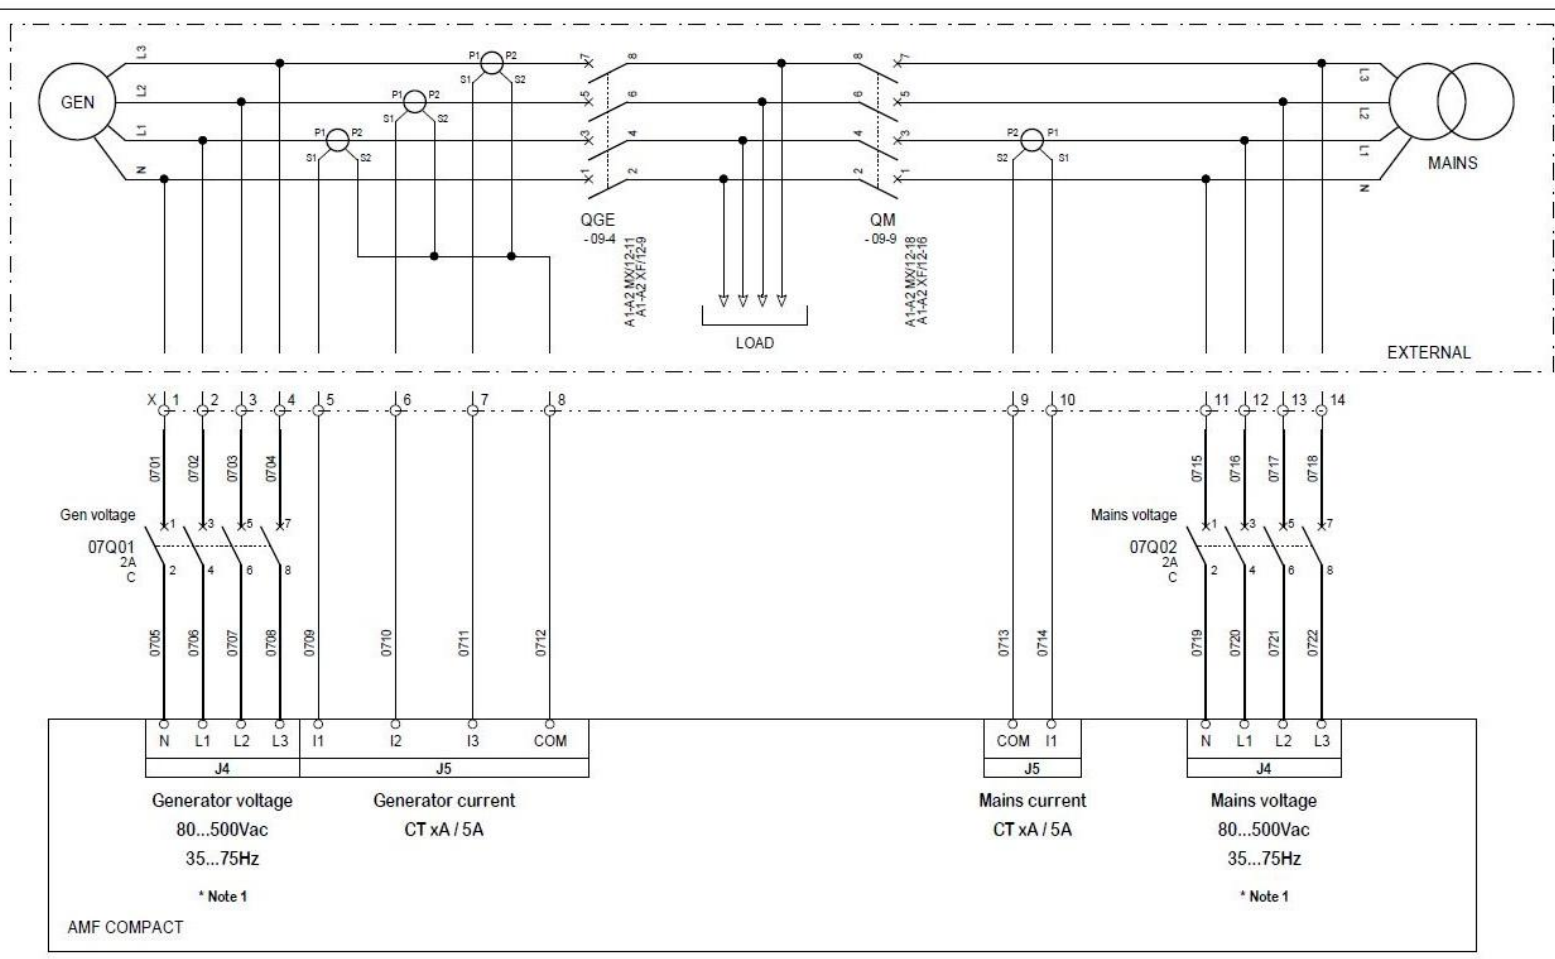 L3
P1 P2
7
8
8
7
S1 S2
L3
GEN
L2
P1 P2
5
6
6
5
S1 S2
L2
L1
P1 P2
3
4
4
3
P2 P1
S1 S2
S2 S1
L1
MAINS
N
1
2
2
1
N
QGE
- 09-4
A1-A2 MX/12-11
A1-A2 XF/12-9
QM
- 09-9
A1-A2 MX/12-18
A1-A2 XF/12-16
LOAD
EXTERNAL
X 1 2 3 4 5 6 7 8 9 10 11 12 13 14
0701 0702 0703 0704 0715 0716 0717 0718
Gen voltage
07Q01
2A
C
1 3 5 7
2 4 6 8
Mains voltage
07Q02
2A
C
1 3 5 7
2 4 6 8
0705 0706 0707 0708 0709 0710 0711 0712 0713 0714 0719 0720 0721 0722
N L1 L2 L3 I1 I2 I3 COM COM I1 N L1 L2 L3
J4 J5 J5 J4
Generator voltage
80...500Vac
35...75Hz
* Note 1
Generator current
CT xA / 5A
Mains current
CT xA / 5A
Mains voltage
80...500Vac
35...75Hz
* Note 1
AMF COMPACT